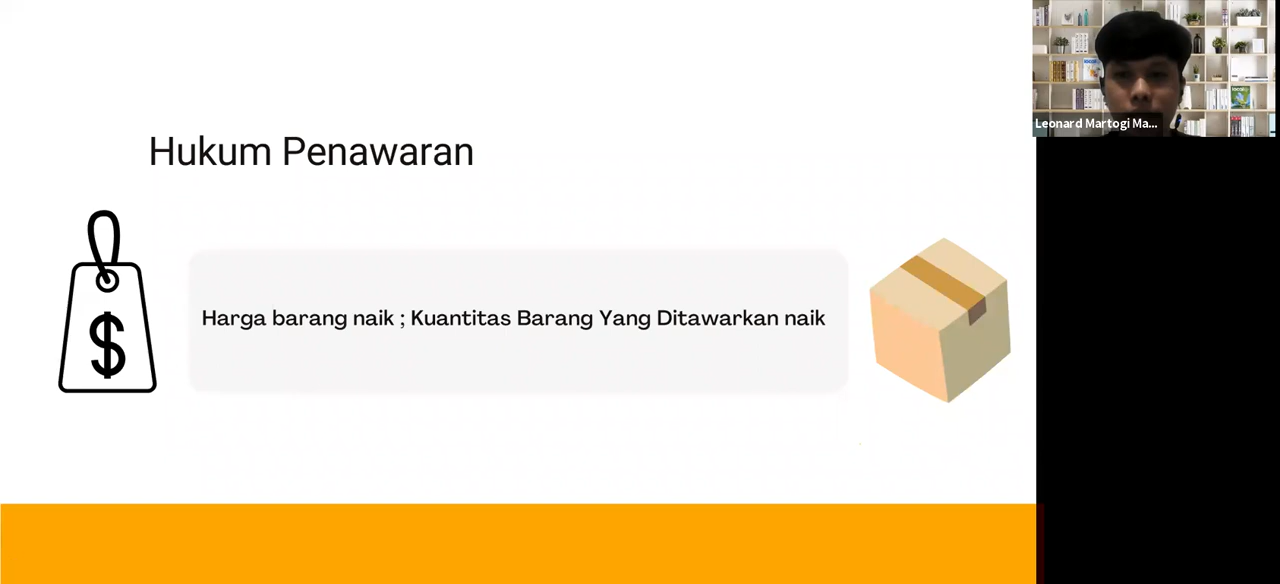 Hukum Penawaran
$
Harga barang naik ; Kuantitas Barang Yang Ditawarkan naik
Leonard Martogi Ma...